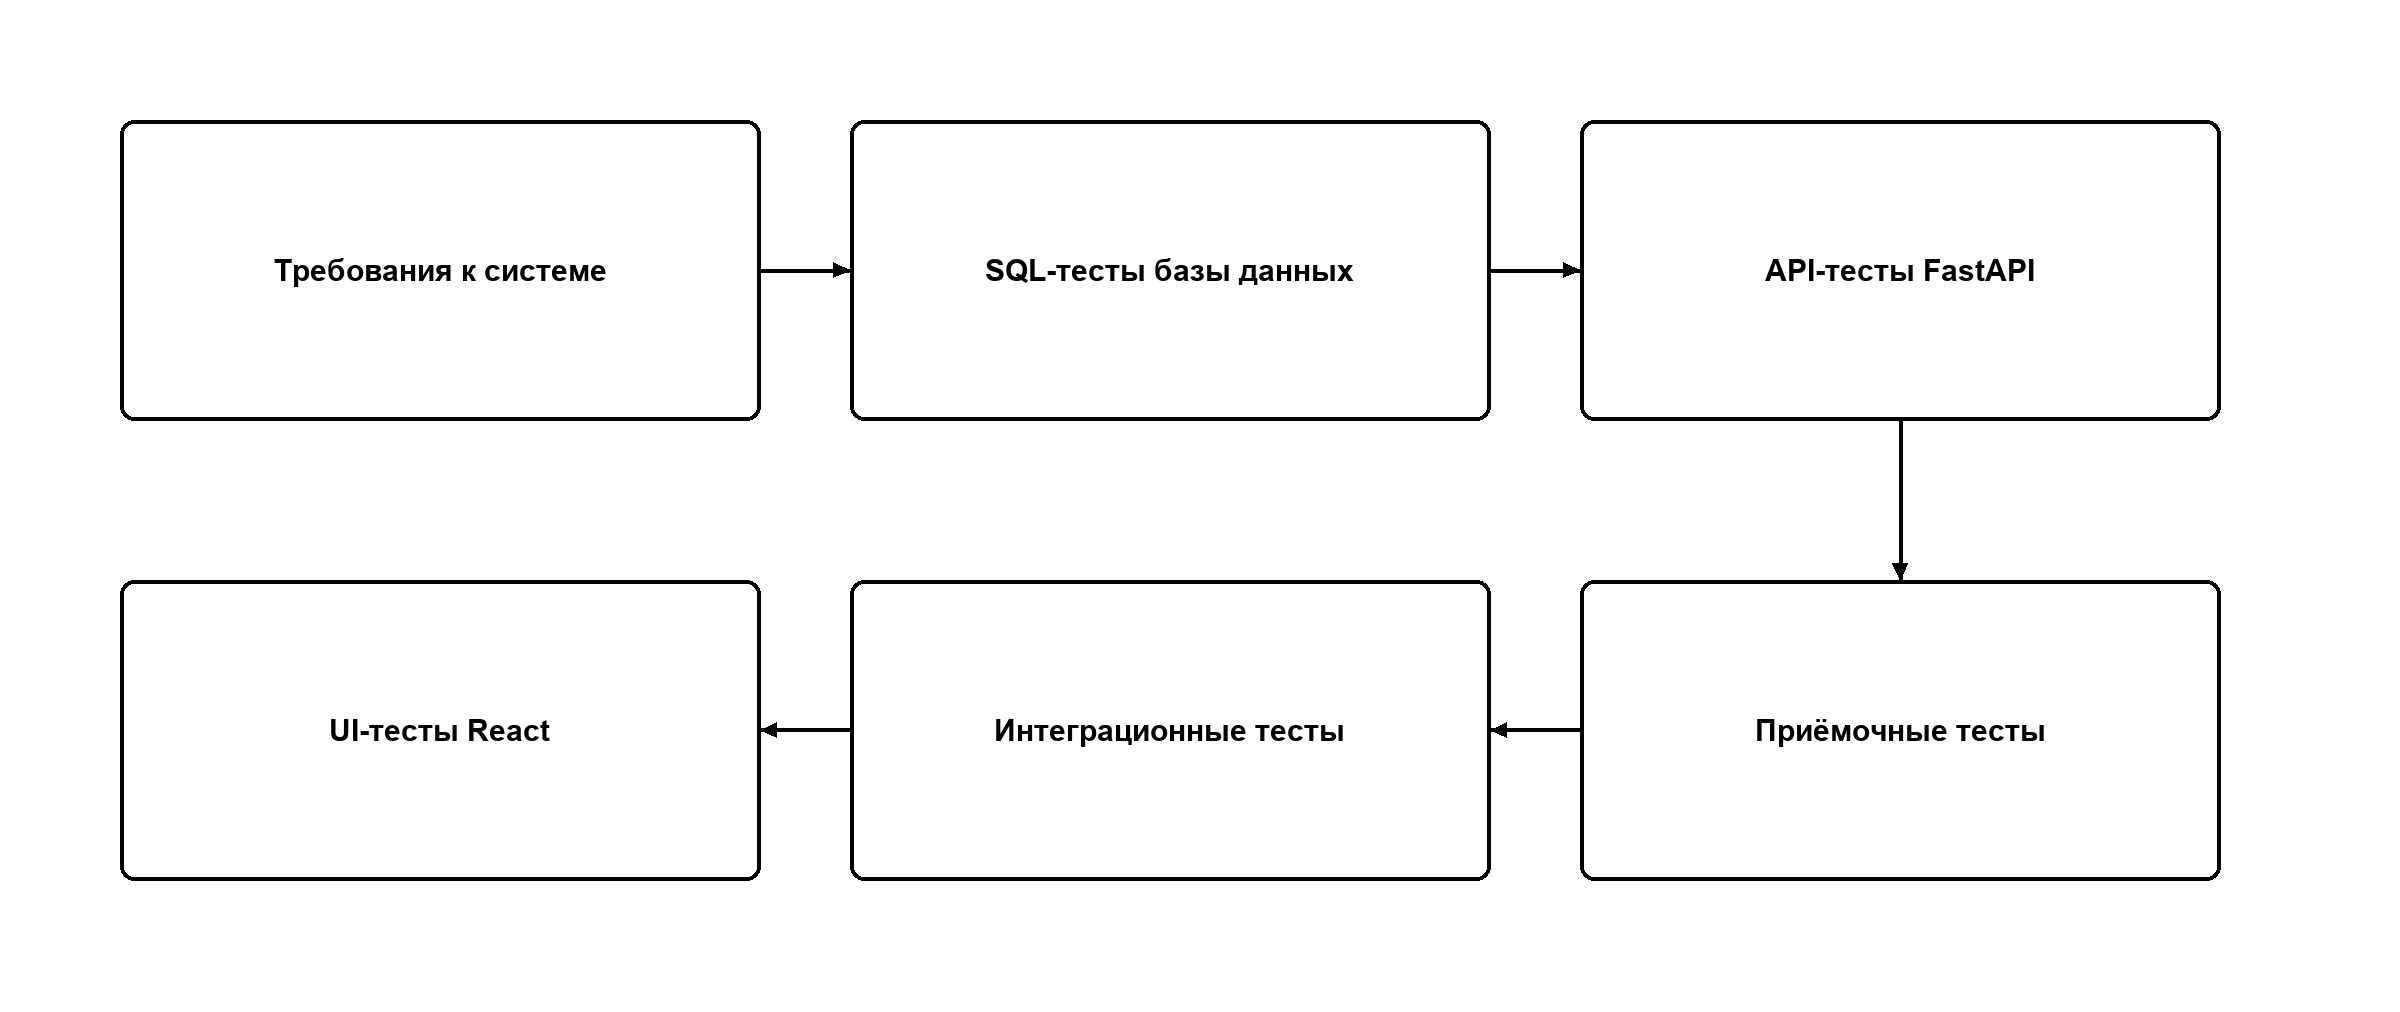 Требования к системе
SQL-тесты базы данных
API-тесты FastAPI
UI-тесты React
Интеграционные тесты
Приёмочные тесты